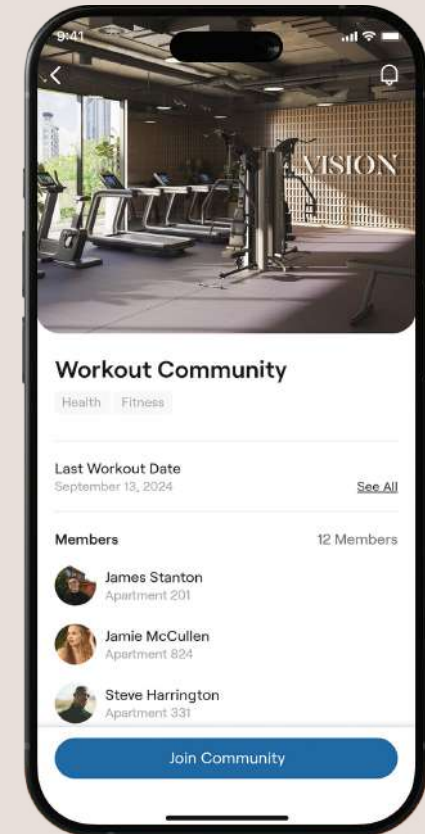 9:41
VISION
Workout Community
Health Fitness
Last Workout Date
September 13, 2024 See All
Members 12 Members
James Stanton
Apartment 201
Jamie McCullen
Apartment 824
Steve Harrington
Apartment 331
Join Community